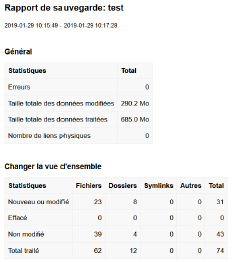 Rapport de sauvegarde: test
2019-01-29 10:15:49 - 2019-01-29 10:17:28
Général
Statistiques Total
Erreurs 0
Taille totale des données modifiées 290.2 Mo
Taille totale des données traitées 685.0 Mo
Nombre de liens physiques 0
Changer la vue d'ensemble
Statistiques Fichiers Dossiers Symlinks Autres Total
Nouveau ou modifié 23 8 0 0 31
Effacé 0 0 0 0 0
Non modifié 39 4 0 0 43
Total traité 62 12 0 0 74